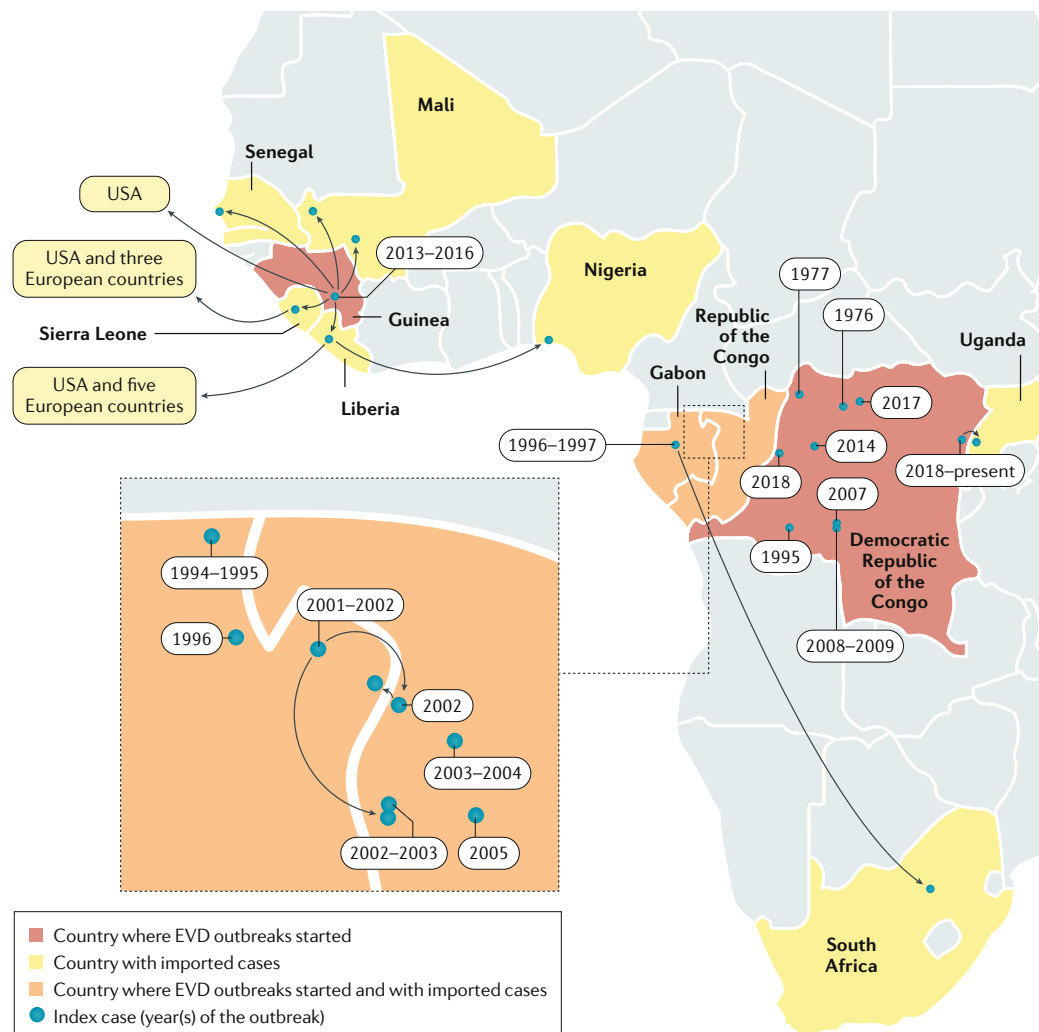 Mali
Senegal
USA
USA and three
European countries
2013–2016
Sierra Leone
Guinea
Nigeria
USA and five
European countries
Liberia
1977
1976
Republic
of the
Congo
Uganda
Gabon
2017
1996–1997
2014
2018
2018–present
2007
1995
Democratic
Republic
of the
Congo
2008–2009
1994–1995
2001–2002
1996
2002
2003–2004
2002–2003
2005
South
Africa
Country where EVD outbreaks started
Country with imported cases
Country where EVD outbreaks started and with imported cases
Index case (year(s) of the outbreak)